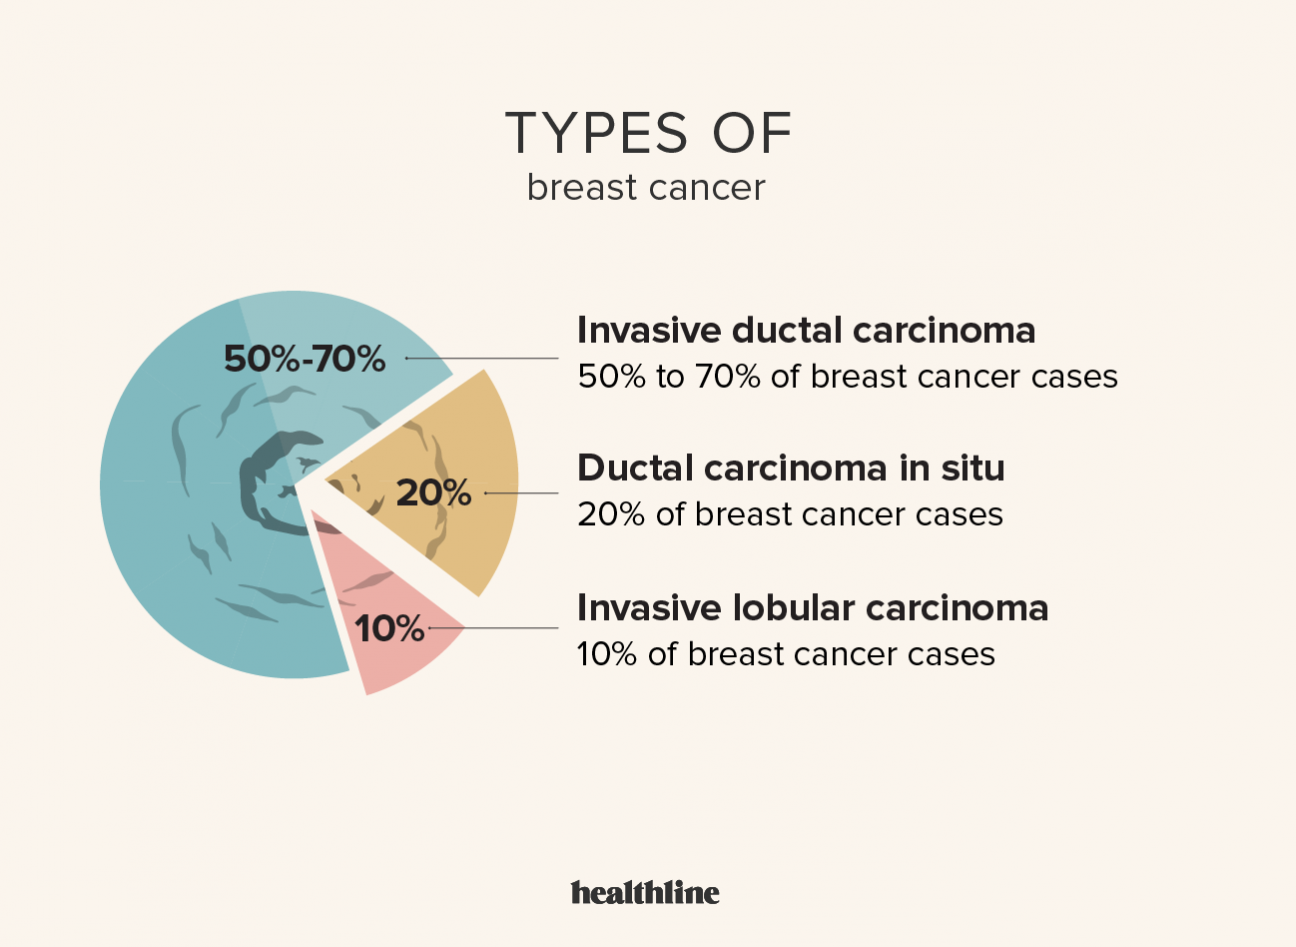 TYPES OF
breast cancer
50%-70%
Invasive ductal carcinoma
50% to 70% of breast cancer cases
20%
Ductal carcinoma in situ
20% of breast cancer cases
10%
Invasive lobular carcinoma
10% of breast cancer cases
healthline